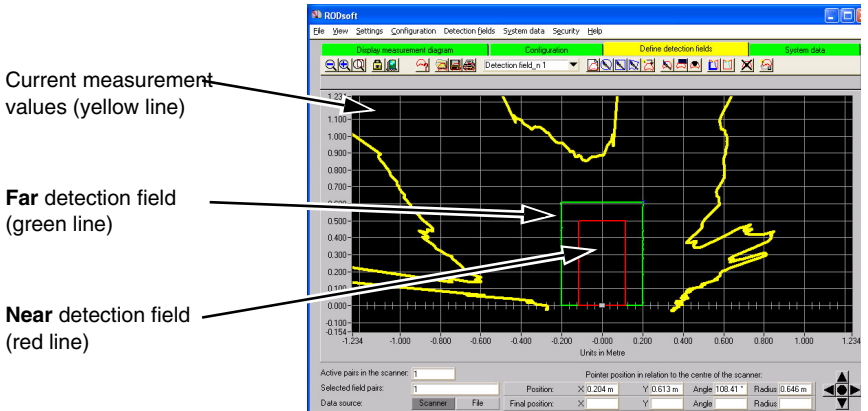 RODsoft
File View Settings Configuration Detection fields System data Security Help
Display measurement diagram Configuration Define detection fields System data
Detection field_n 1
Current measurement
values (yellow line)
Far detection field
(green line)
Near detection field
(red line)
1.234
1.100
1.000
0.900
0.800
0.700
0.600
0.500
0.400
0.300
0.200
0.100
0.000
-0.100
-0.154
-1.234 -1.000 -0.800 -0.600 -0.400 -0.200 -0.000 0.200 0.400 0.600 0.800 1.000 1.234
Units in Metre
Active pairs in the scanner: 1 Pointer position in relation to the centre of the scanner:
Selected field pairs: 1 Position: X 0.204 m Y 0.613 m Angle 108.41 ° Radius 0.646 m
Data source: Scanner File Final position: X Y Angle Radius